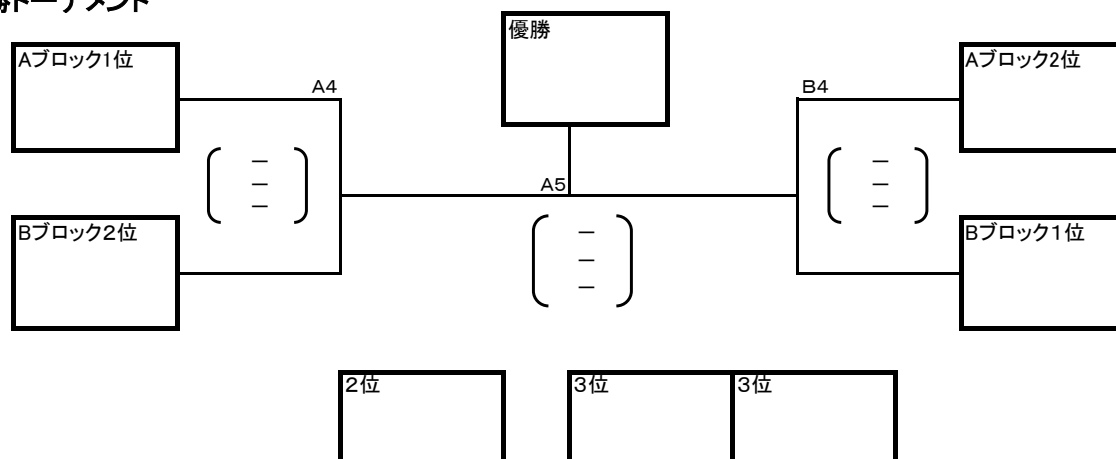 トーナメント
優勝
Aブロック1位
Aブロック2位
A4
B4
－
－
－
－
－
－
A5
Bブロック２位
Bブロック１位
－
－
－
２位
３位
３位